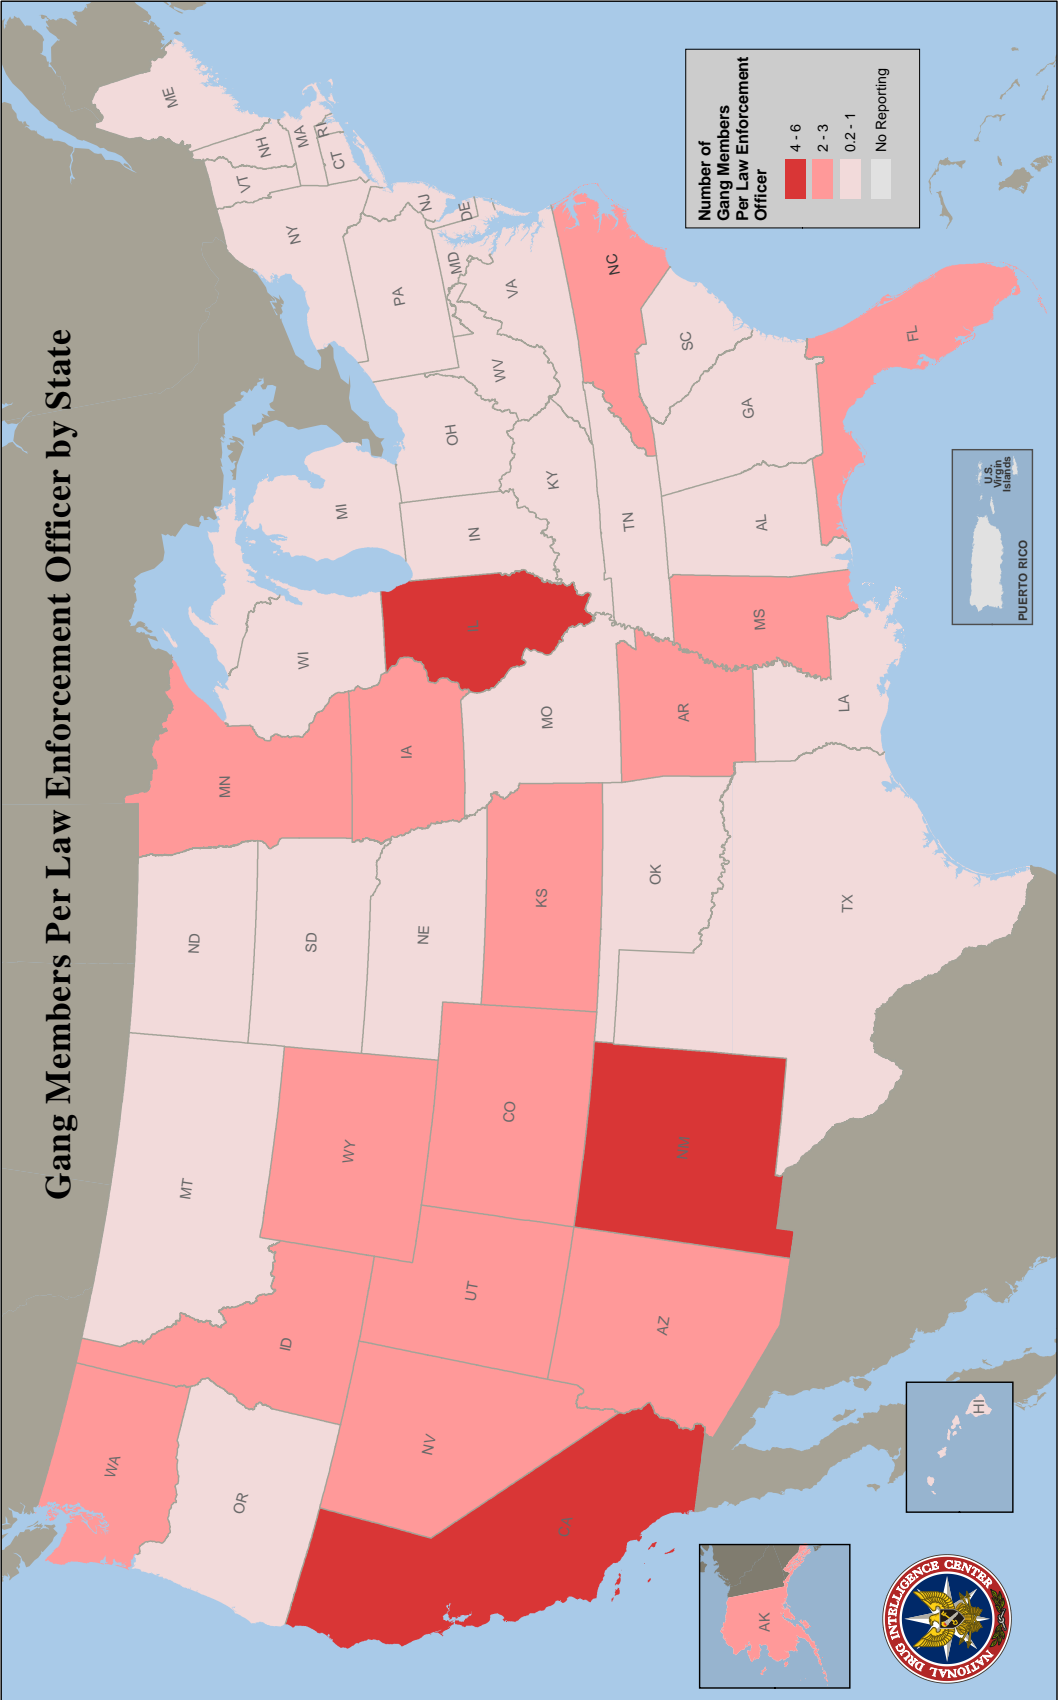 Gang Members Per Law Enforcement Officer by State
WA
MT
ND
MN
ME
VT
NH
MA
RI
CT
NY
OR
ID
WY
SD
WI
MI
PA
NJ
DE
MD
NV
UT
CO
NE
IA
IL
IN
OH
WV
VA
CA
KS
MO
KY
AZ
NM
OK
AR
TN
NC
SC
TX
LA
MS
AL
GA
FL
Number of
Gang Members
Per Law Enforcement
Officer
4 - 6
2 - 3
0.2 - 1
No Reporting
AK
HI
PUERTO RICO
U.S.
Virgin
Islands
NATIONAL DRUG INTELLIGENCE CENTER